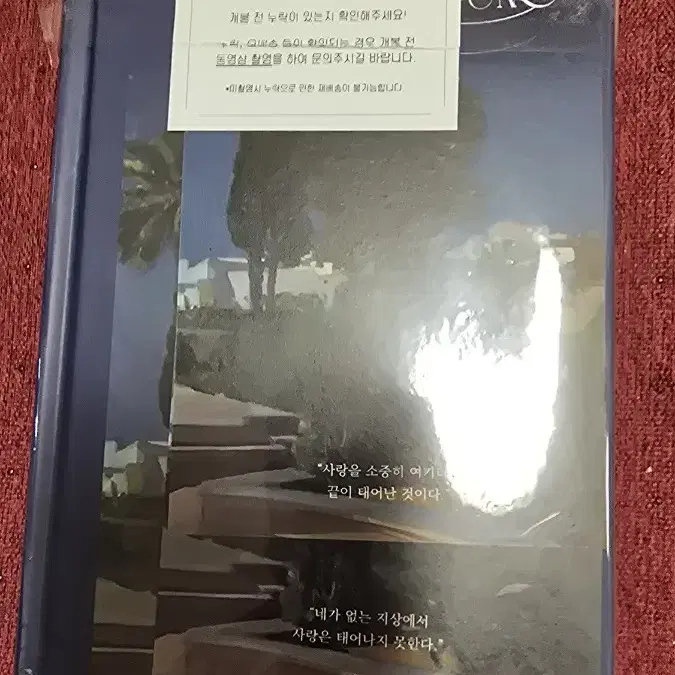 개봉 전 누락이 있는지 확인해주세요!
누락, 오배송 등이 확인되는 경우 개봉 전
동영상 촬영을 하여 문의주시길 바랍니다.
*미촬영시 누락으로 인한 재배송이 불가능합니다
"사랑을 소중히 여기
끝이 태어난 것이다
"네가 없는 지상에서
사랑은 태어나지 못한다."